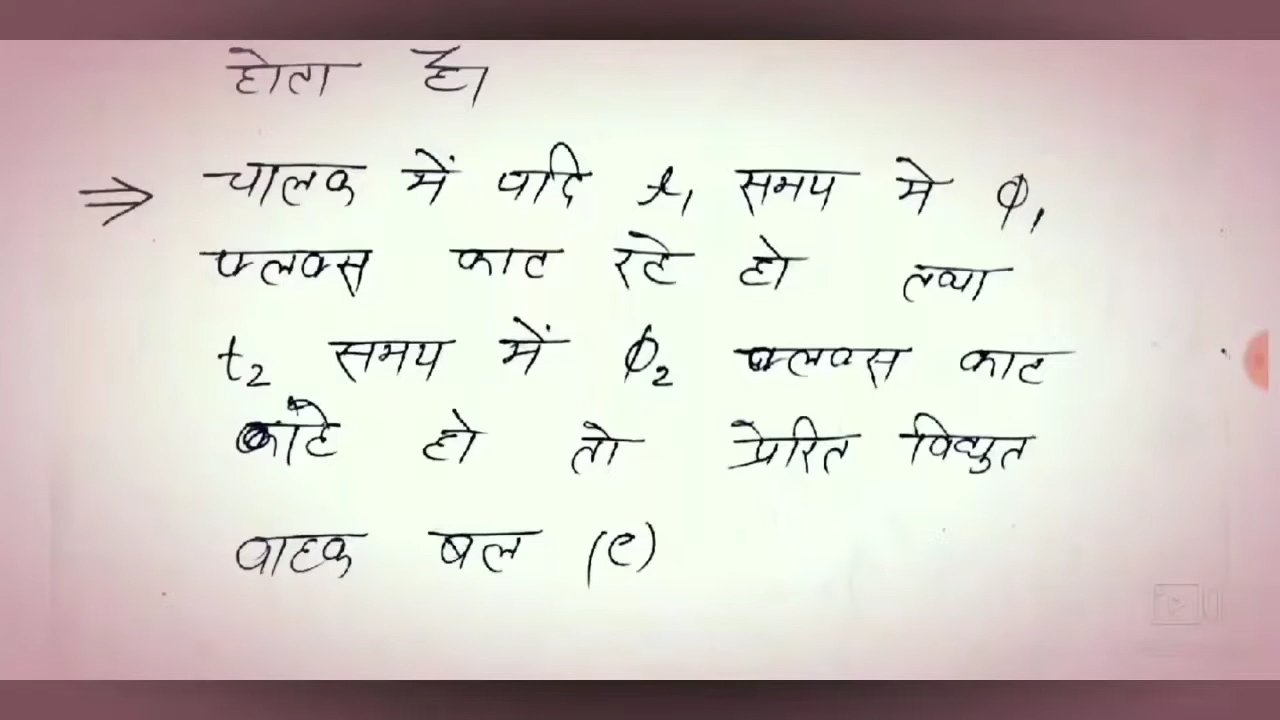 होता है।
⇒ चालक में यदि t₁ समय मे Φ₁
फ्लक्स काट रहे हो तथा
t₂ समय में Φ₂ फ्लक्स काट
काटे हो तो प्रेरित विद्युत
वाहक बल (e)